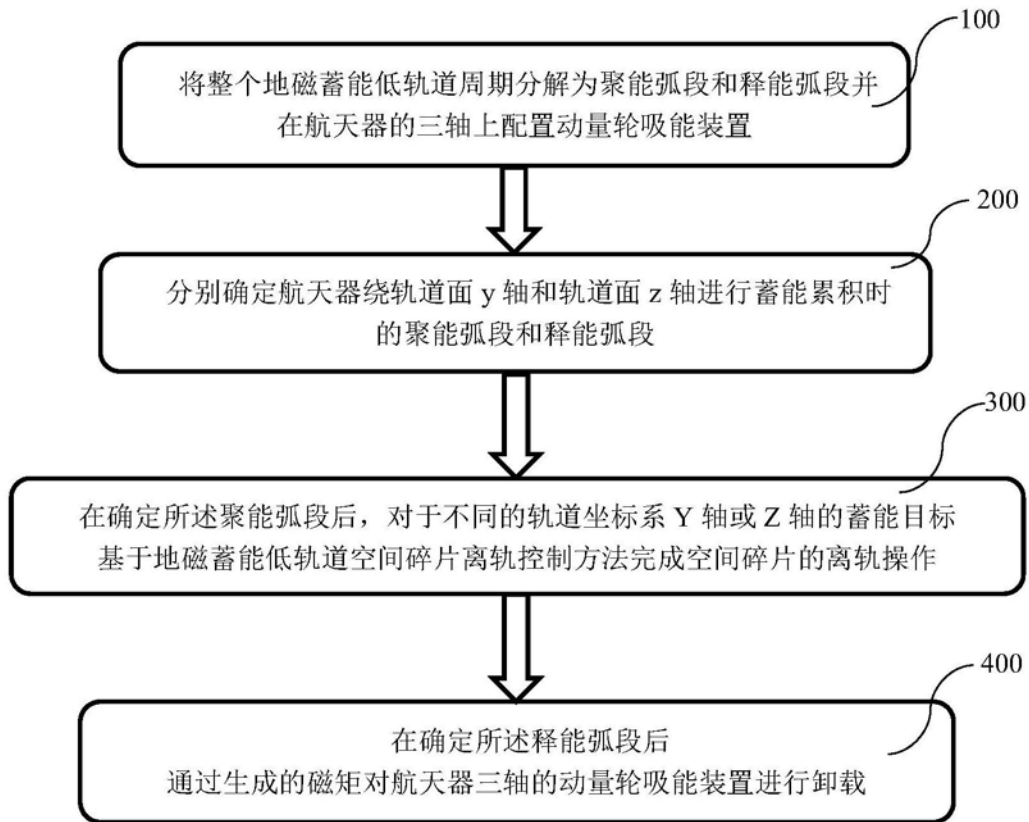 100
将整个地磁蓄能低轨道周期分解为聚能弧段和释能弧段并
在航天器的三轴上配置动量轮吸能装置
200
分别确定航天器绕轨道面 y 轴和轨道面 z 轴进行蓄能累积时
的聚能弧段和释能弧段
300
在确定所述聚能弧段后，对于不同的轨道坐标系 Y 轴或 Z 轴的蓄能目标
基于地磁蓄能低轨道空间碎片离轨控制方法完成空间碎片的离轨操作
400
在确定所述释能弧段后
通过生成的磁矩对航天器三轴的动量轮吸能装置进行卸载